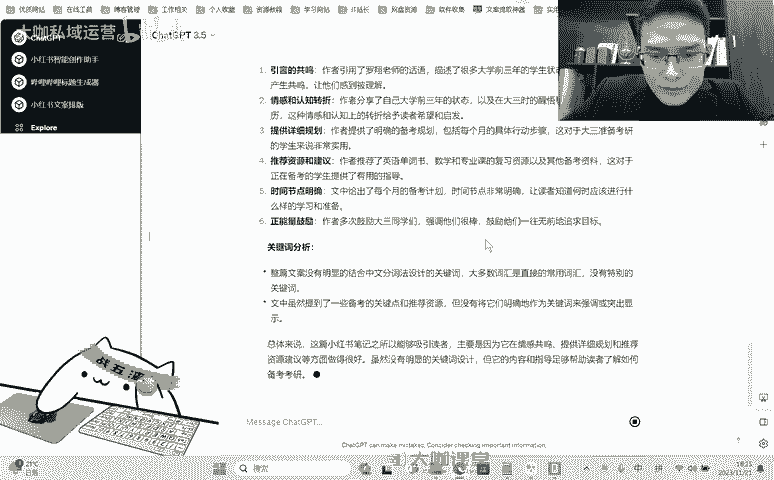 优质网站 在线工具 博客管理 工作相关 个人收集 资源教程 学习网站 IT站长 网盘资源 软件收集 文案提取神器
大咖私域运营
ChatGPT
小红书智能创作助手
哔哩哔哩标题生成器
小红书文案排版
Explore
ChatGPT 3.5
1. 引言的共鸣：作者引用了罗翔老师的话语，描述了很多大学前三年的学生状
产生共鸣，让他们感到被理解。
2. 情感和认知转折：作者分享了自己大学前三年的状态，以及在大三时的醒悟
历，这种情感和认知上的转折给予读者希望和启发。
3. 提供详细规划：作者提供了明确的备考规划，包括每个月的具体行动步骤，这对于大三准备考研
的学生来说非常实用。
4. 推荐资源和建议：作者推荐了英语单词书、数学和专业课的复习资源以及其他备考资料，这对于
正在备考的学生提供了有用的指导。
5. 时间节点明确：文中给出了每个月的备考计划，时间节点非常明确，让读者知道何时应该进行什
么样的学习和准备。
6. 正能量鼓励：作者多次鼓励大三同学们，强调他们很棒，鼓励他们一往无前地追求目标。
关键词分析：
• 整篇文案没有明显的结合中文分词法设计的关键词，大多数词汇是直接的常用词汇，没有特别的
关键词。
• 文中虽然提到了一些备考的关键点和推荐资源，但没有将它们明确地作为关键词来强调或突出显
示。
总体来说，这篇小红书笔记之所以能够吸引读者，主要是因为它在情感共鸣、提供详细规划和推荐
资源建议等方面做得很好。虽然没有明显的关键词设计，但它的内容和指导足够帮助读者了解如何
备考考研。
Message ChatGPT...
ChatGPT can make mistakes. Consider checking important information.
大咖课堂
搜索